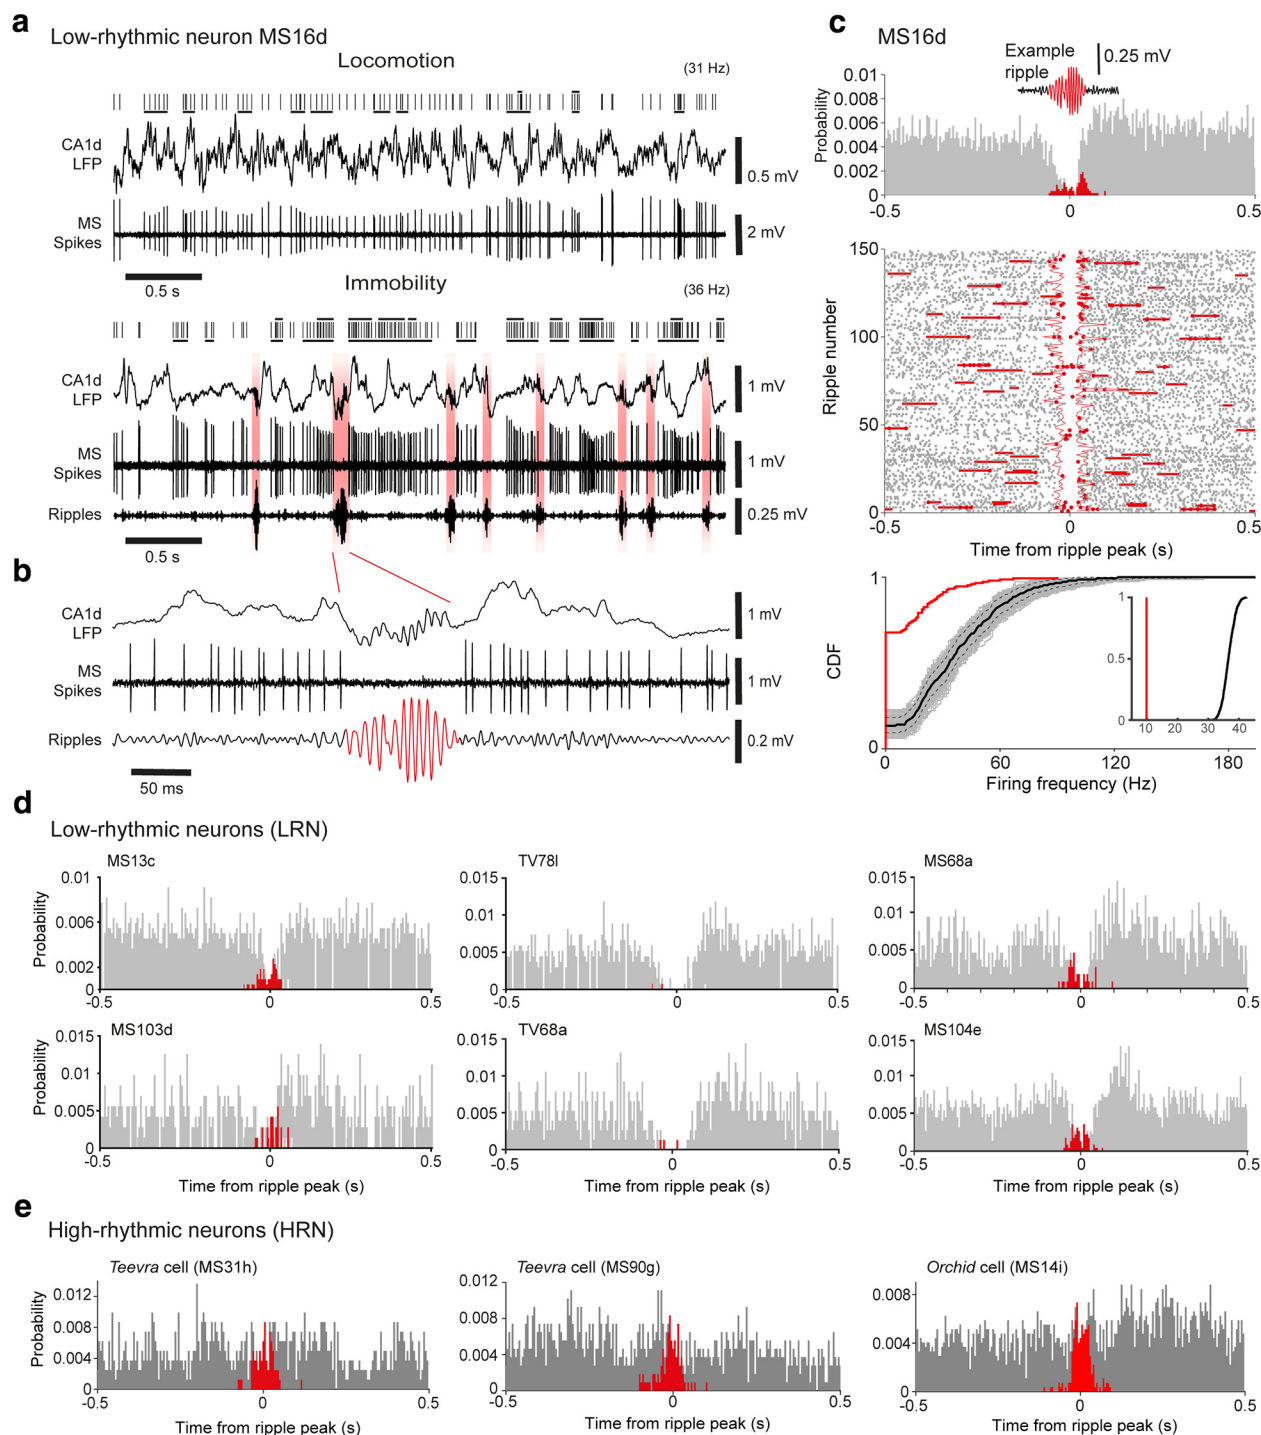 a
Low-rhythmic neuron MS16d
Locomotion
(31 Hz)
CA1d
LFP
0.5 mV
MS
Spikes
2 mV
0.5 s
Immobility
(36 Hz)
CA1d
LFP
1 mV
MS
Spikes
1 mV
Ripples
0.25 mV
0.5 s
b
CA1d
LFP
1 mV
MS
Spikes
1 mV
Ripples
0.2 mV
50 ms
c
MS16d
Example
ripple
0.25 mV
Probability
0.01
0.008
0.006
0.004
0.002
0
-0.5 0 0.5
Ripple number
150
100
50
0
-0.5 0 0.5
Time from ripple peak (s)
CDF
1
0
60 120 180
Firing frequency (Hz)
1
0.5
0
10 20 30 40
d
Low-rhythmic neurons (LRN)
MS13c
Probability
0.01
0.006
0.002
0
-0.5 0 0.5
TV78l
0.015
0.01
0.005
0
-0.5 0 0.5
MS68a
0.015
0.01
0.005
0
-0.5 0 0.5
MS103d
Probability
0.015
0.01
0.005
0
-0.5 0 0.5
Time from ripple peak (s)
TV68a
0.015
0.01
0.005
0
-0.5 0 0.5
Time from ripple peak (s)
MS104e
0.015
0.01
0.005
0
-0.5 0 0.5
Time from ripple peak (s)
e
High-rhythmic neurons (HRN)
Teevra cell (MS31h)
Probability
0.012
0.008
0.004
0
-0.5 0 0.5
Time from ripple peak (s)
Teevra cell (MS90g)
0.012
0.008
0.004
0
-0.5 0 0.5
Time from ripple peak (s)
Orchid cell (MS14i)
0.008
0.004
0
-0.5 0 0.5
Time from ripple peak (s)